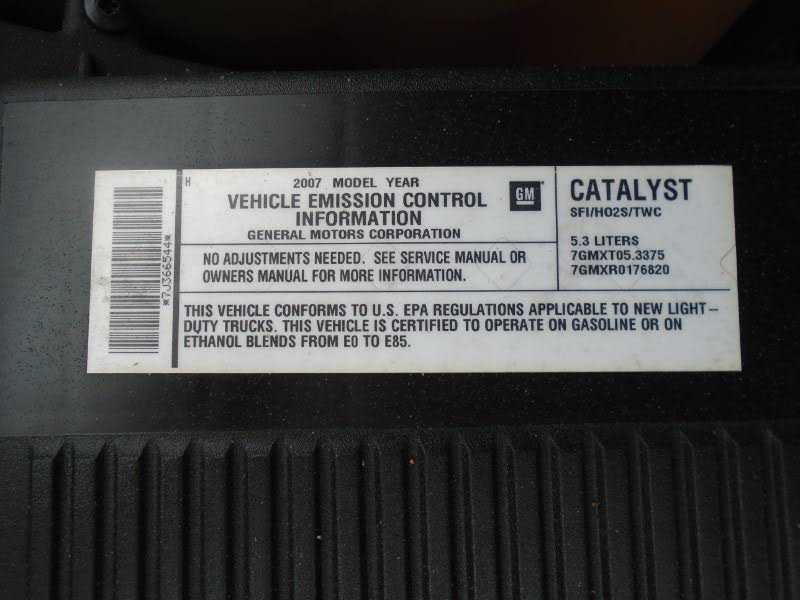 *7J366544*
H
2007 MODEL YEAR
VEHICLE EMISSION CONTROL
INFORMATION
GENERAL MOTORS CORPORATION
GM
NO ADJUSTMENTS NEEDED. SEE SERVICE MANUAL OR
OWNERS MANUAL FOR MORE INFORMATION.
CATALYST
SFI/HO2S/TWC
5.3 LITERS
7GMXT05.3375
7GMXR0176820
THIS VEHICLE CONFORMS TO U.S. EPA REGULATIONS APPLICABLE TO NEW LIGHT-
DUTY TRUCKS. THIS VEHICLE IS CERTIFIED TO OPERATE ON GASOLINE OR ON
ETHANOL BLENDS FROM E0 TO E85.